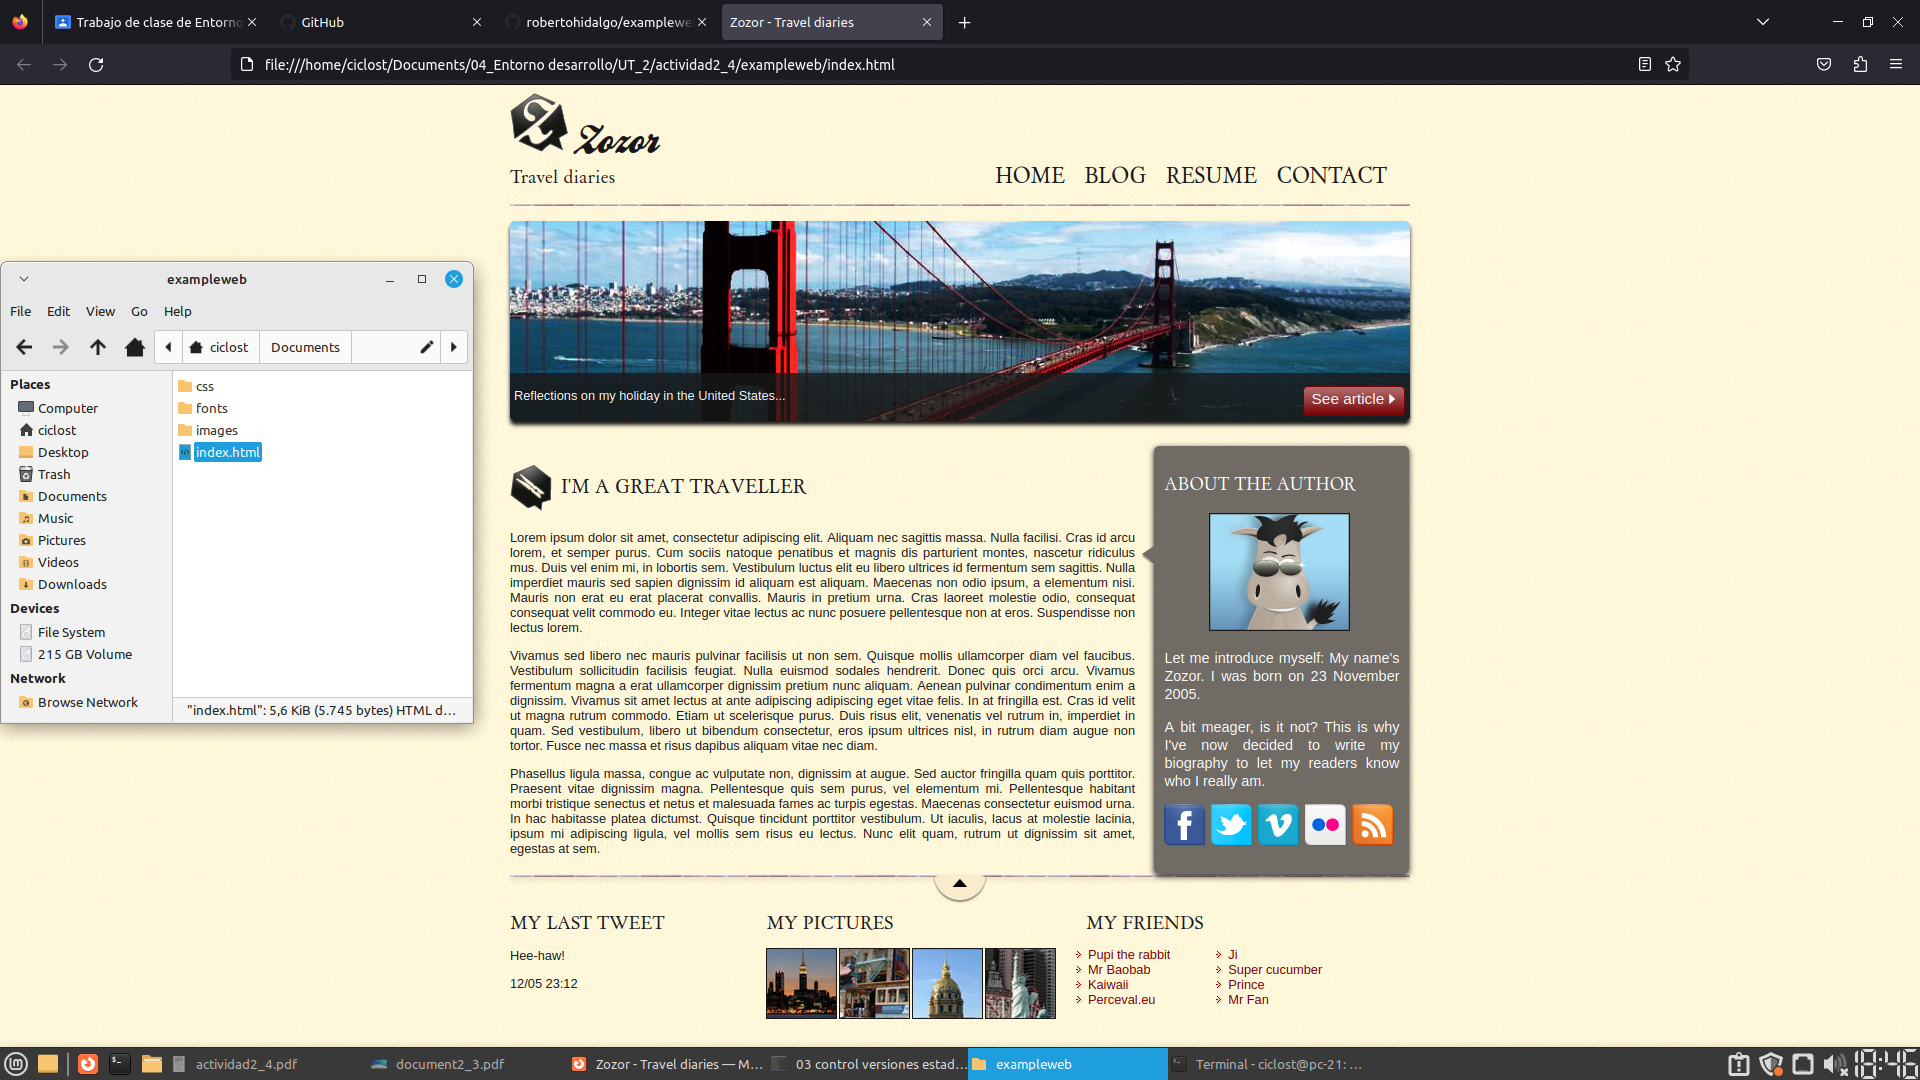 Trabajo de clase de Entorno
GitHub
robertohidalgo/examplewe
Zozor - Travel diaries
file:///home/ciclost/Documents/04_Entorno desarrollo/UT_2/actividad2_4/exampleweb/index.html
Zozor
Travel diaries
HOME BLOG RESUME CONTACT
Reflections on my holiday in the United States...
See article
exampleweb
File Edit View Go Help
ciclost Documents
Places
Computer
ciclost
Desktop
Trash
Documents
Music
Pictures
Videos
Downloads
Devices
File System
215 GB Volume
Network
Browse Network
css
fonts
images
index.html
"index.html": 5,6 KiB (5.745 bytes) HTML d...
I'M A GREAT TRAVELLER
Lorem ipsum dolor sit amet, consectetur adipiscing elit. Aliquam nec sagittis massa. Nulla facilisi. Cras id arcu
lorem, et semper purus. Cum sociis natoque penatibus et magnis dis parturient montes, nascetur ridiculus
mus. Duis vel enim mi, in lobortis sem. Vestibulum luctus elit eu libero ultrices id fermentum sem sagittis. Nulla
imperdiet mauris sed sapien dignissim id aliquam est aliquam. Maecenas non odio ipsum, a elementum nisi.
Mauris non erat eu erat placerat convallis. Mauris in pretium urna. Cras laoreet molestie odio, consequat
consequat velit commodo eu. Integer vitae lectus ac nunc posuere pellentesque non at eros. Suspendisse non
lectus lorem.
Vivamus sed libero nec mauris pulvinar facilisis ut non sem. Quisque mollis ullamcorper diam vel faucibus.
Vestibulum sollicitudin facilisis feugiat. Nulla euismod sodales hendrerit. Donec quis orci arcu. Vivamus
fermentum magna a erat ullamcorper dignissim pretium nunc aliquam. Aenean pulvinar condimentum enim a
dignissim. Vivamus sit amet lectus at ante adipiscing adipiscing eget vitae felis. In at fringilla est. Cras id velit
ut magna rutrum commodo. Etiam ut scelerisque purus. Duis risus elit, venenatis vel rutrum in, imperdiet in
quam. Sed vestibulum, libero ut bibendum consectetur, eros ipsum ultrices nisl, in rutrum diam augue non
tortor. Fusce nec massa et risus dapibus aliquam vitae nec diam.
Phasellus ligula massa, congue ac vulputate non, dignissim at augue. Sed auctor fringilla quam quis porttitor.
Praesent vitae dignissim magna. Pellentesque quis sem purus, vel elementum mi. Pellentesque habitant
morbi tristique senectus et netus et malesuada fames ac turpis egestas. Maecenas consectetur euismod urna.
In hac habitasse platea dictumst. Quisque tincidunt porttitor vestibulum. Ut iaculis, lacus at molestie lacinia,
ipsum mi adipiscing ligula, vel mollis sem risus eu lectus. Nunc elit quam, rutrum ut dignissim sit amet,
egestas at sem.
ABOUT THE AUTHOR
Let me introduce myself: My name's
Zozor. I was born on 23 November
2005.
A bit meager, is it not? This is why
I've now decided to write my
biography to let my readers know
who I really am.
MY LAST TWEET
Hee-haw!
12/05 23:12
MY PICTURES
MY FRIENDS
Pupi the rabbit
Mr Baobab
Kaiwaii
Perceval.eu
Ji
Super cucumber
Prince
Mr Fan
actividad2_4.pdf
document2_3.pdf
Zozor - Travel diaries — M...
03 control versiones estad...
exampleweb
Terminal - ciclost@pc-21: ...
18:46